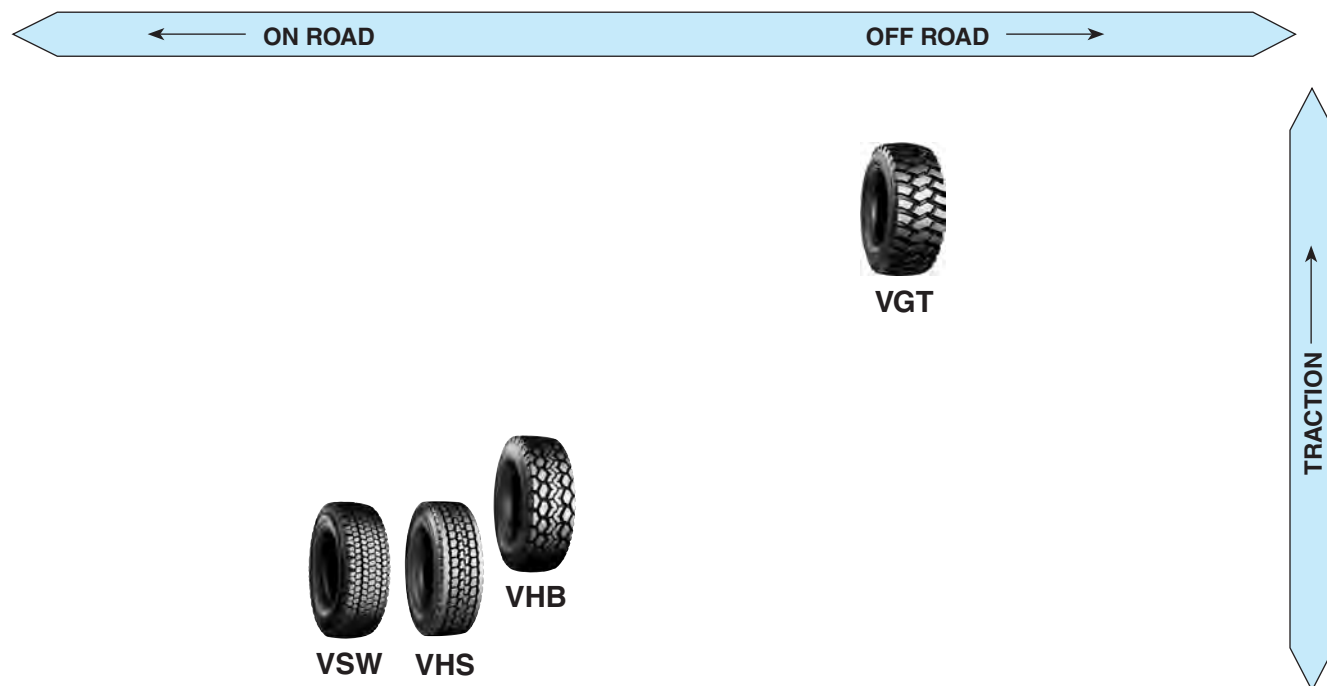 ON ROAD
OFF ROAD
VGT
TRACTION
VHB
VSW
VHS